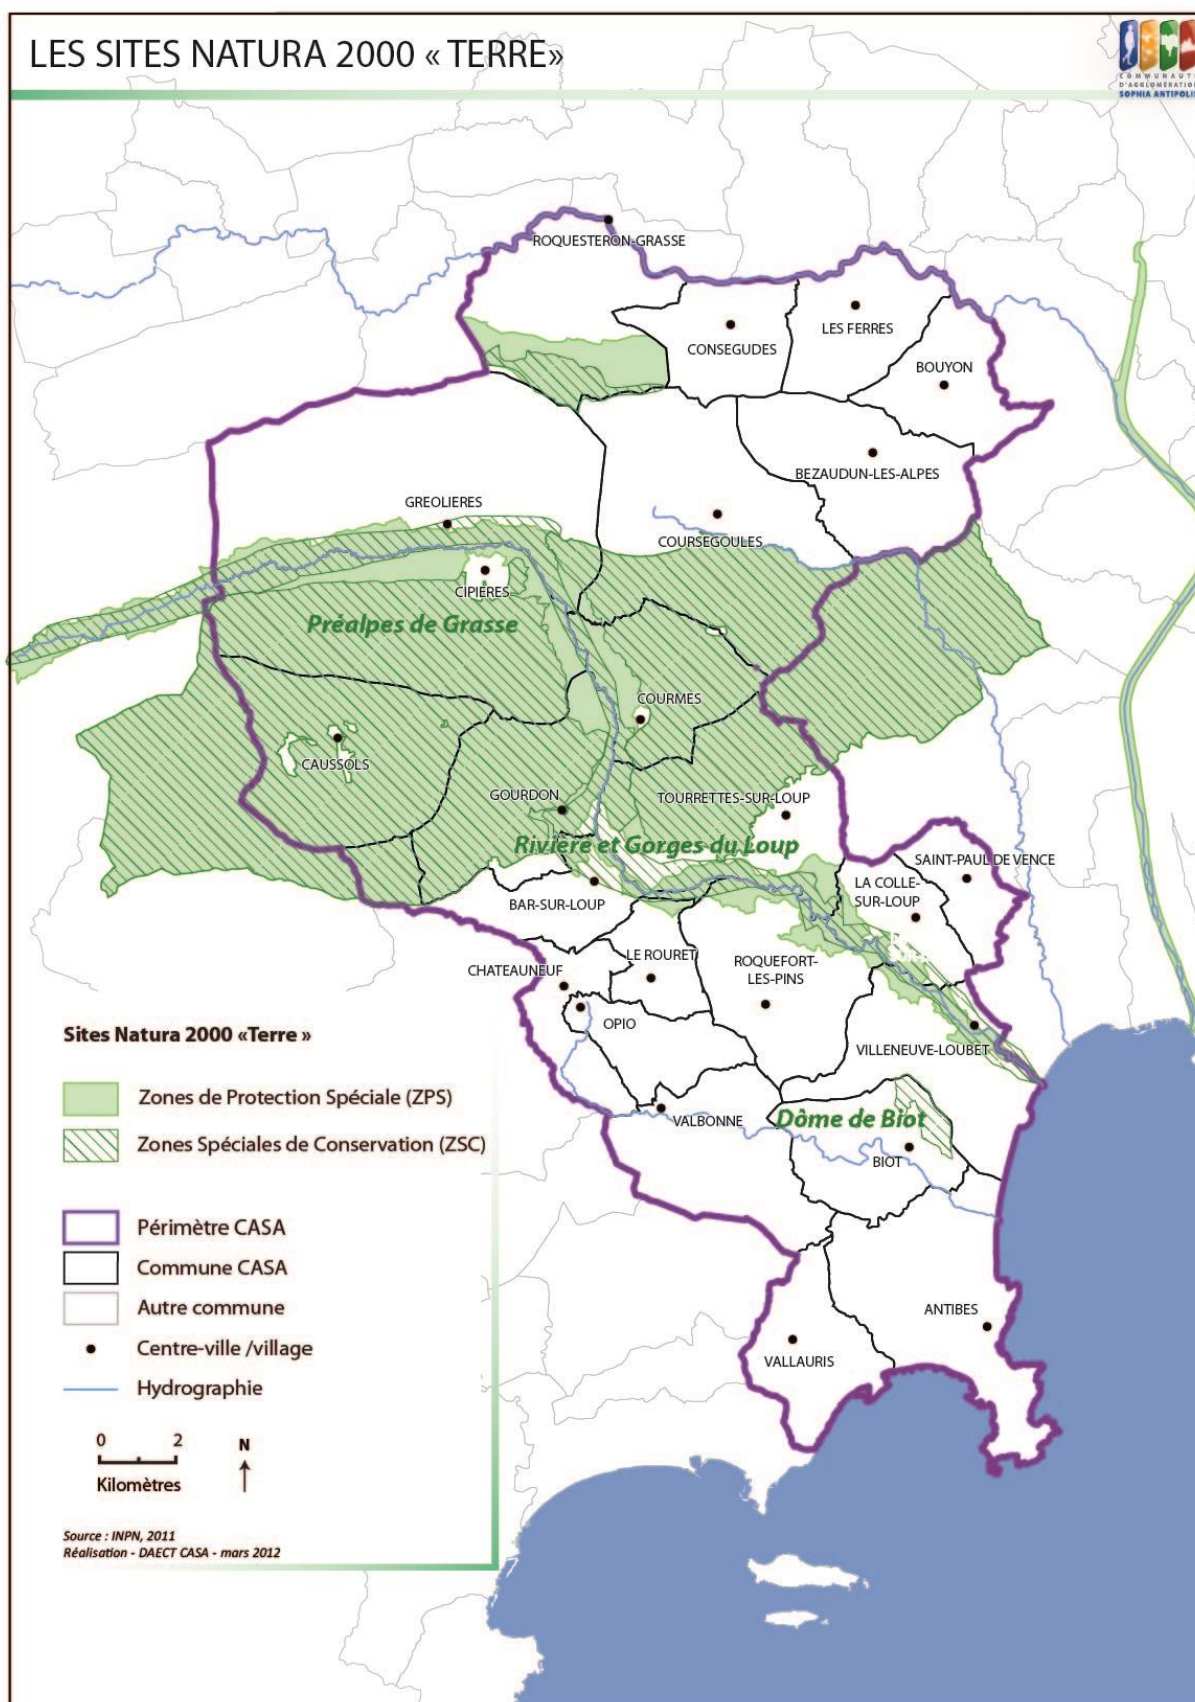 LES SITES NATURA 2000 « TERRE»
COMMUNAUTÉ
D'AGGLOMÉRATION
SOPHIA ANTIPOLIS
ROQUESTERON-GRASSE
CONSEGUDES
LES FERRES
BOUYON
BEZAUDUN-LES-ALPES
GREOLIERES
COURSEGOULES
CIPIERES
Préalpes de Grasse
COURMES
CAUSSOLS
GOURDON
TOURRETTES-SUR-LOUP
Rivière et Gorges du Loup
SAINT-PAUL DE VENCE
LA COLLE-
SUR-LOUP
BAR-SUR-LOUP
LE ROURET
ROQUEFORT-
LES-PINS
CHATEAUNEUF
OPIO
VILLENEUVE-LOUBET
VALBONNE
Dôme de Biot
BIOT
ANTIBES
VALLAURIS
Sites Natura 2000 «Terre »
Zones de Protection Spéciale (ZPS)
Zones Spéciales de Conservation (ZSC)
Périmètre CASA
Commune CASA
Autre commune
Centre-ville /village
Hydrographie
0 2
Kilomètres
N
Source : INPN, 2011
Réalisation - DAECT CASA - mars 2012